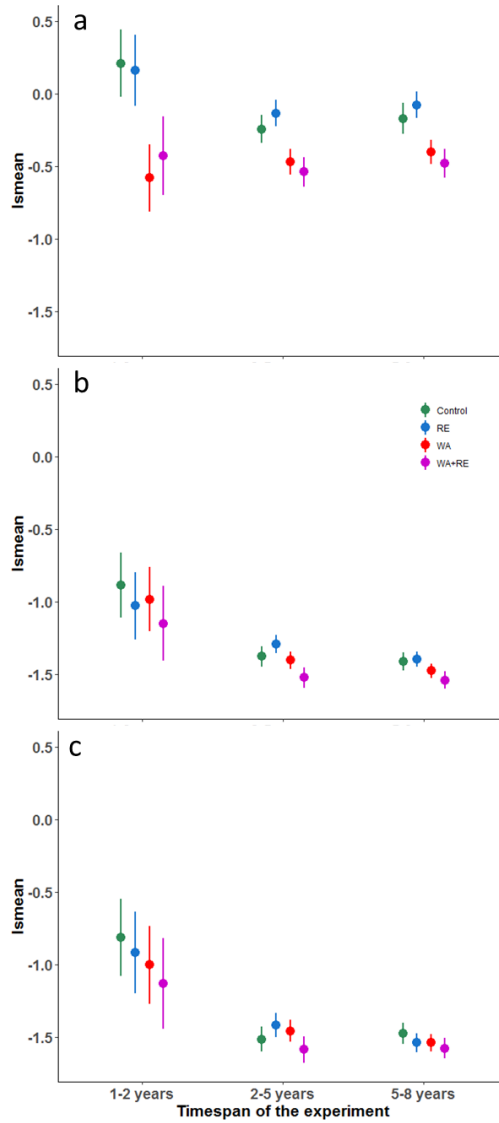 a
0.5
0.0
-0.5
-1.0
-1.5
lsmean
b
Control
RE
WA
WA+RE
0.5
0.0
-0.5
-1.0
-1.5
lsmean
c
0.5
0.0
-0.5
-1.0
-1.5
lsmean
1-2 years 2-5 years 5-8 years
Timespan of the experiment